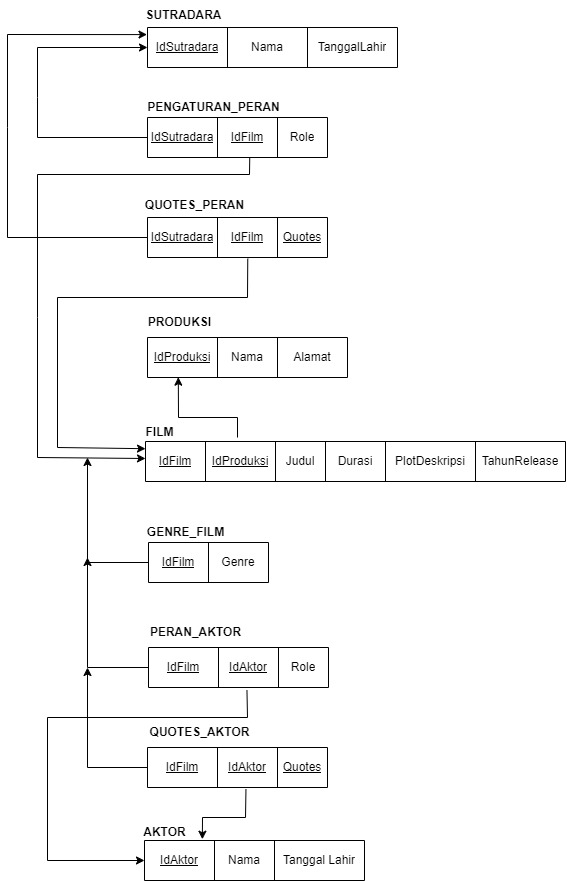 SUTRADARA
IdSutradara Nama TanggalLahir
PENGATURAN_PERAN
IdSutradara IdFilm Role
QUOTES_PERAN
IdSutradara IdFilm Quotes
PRODUKSI
IdProduksi Nama Alamat
FILM
IdFilm IdProduksi Judul Durasi PlotDeskripsi TahunRelease
GENRE_FILM
IdFilm Genre
PERAN_AKTOR
IdFilm IdAktor Role
QUOTES_AKTOR
IdFilm IdAktor Quotes
AKTOR
IdAktor Nama Tanggal Lahir